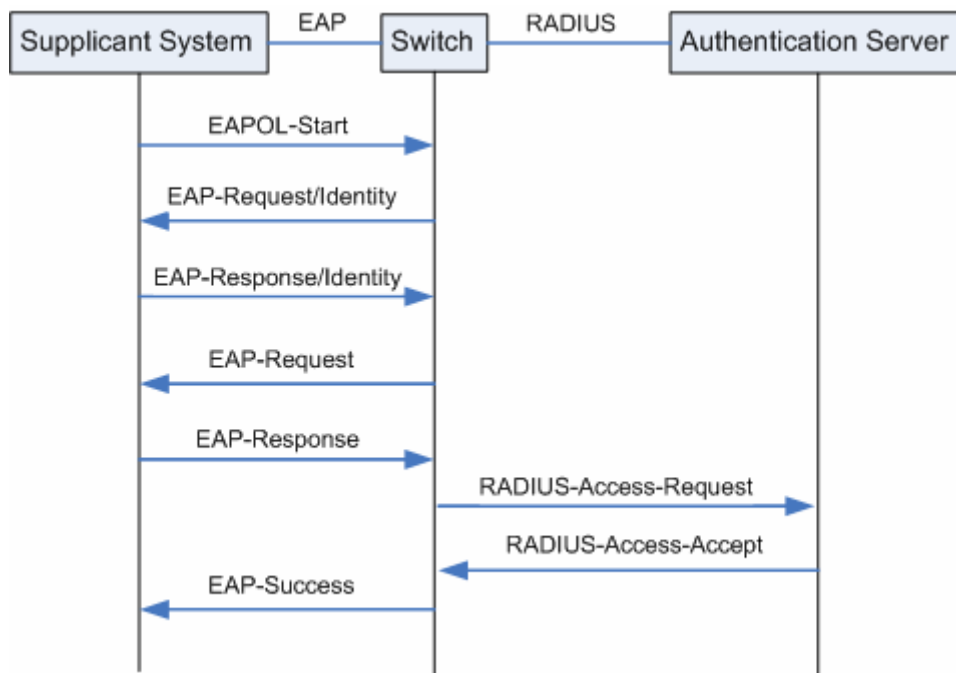 EAP
RADIUS
Supplicant System
Switch
Authentication Server
EAPOL-Start
EAP-Request/Identity
EAP-Response/Identity
EAP-Request
EAP-Response
RADIUS-Access-Request
RADIUS-Access-Accept
EAP-Success